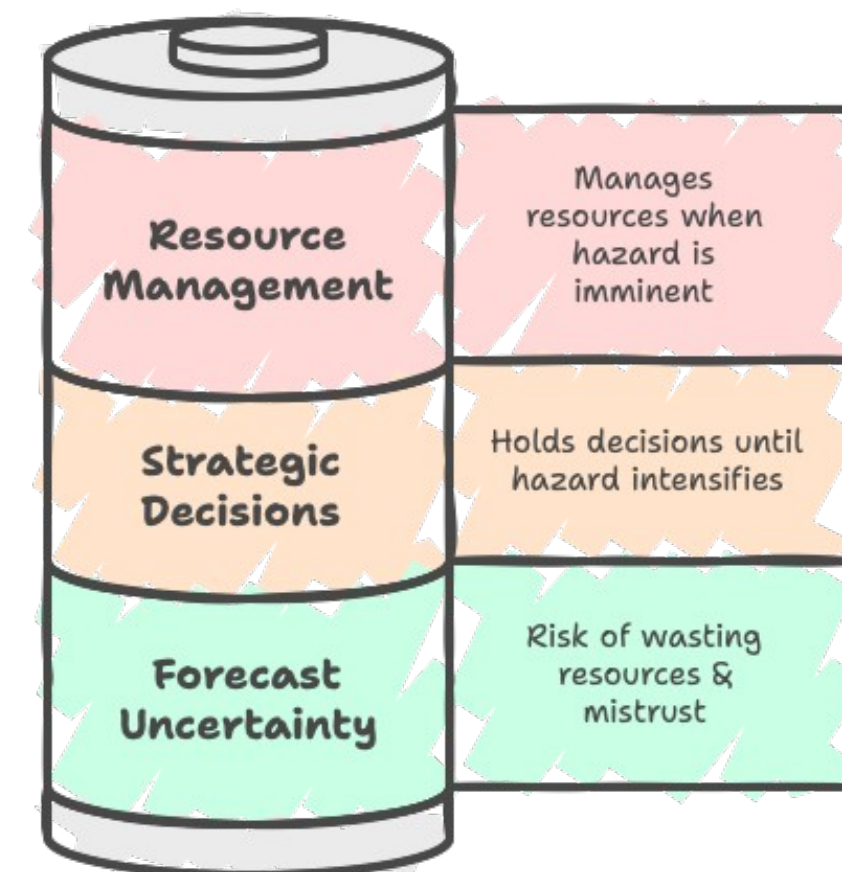 Resource
Management
Manages
resources when
hazard is
imminent
Strategic
Decisions
Holds decisions until
hazard intensifies
Forecast
Uncertainty
Risk of wasting
resources &
mistrust